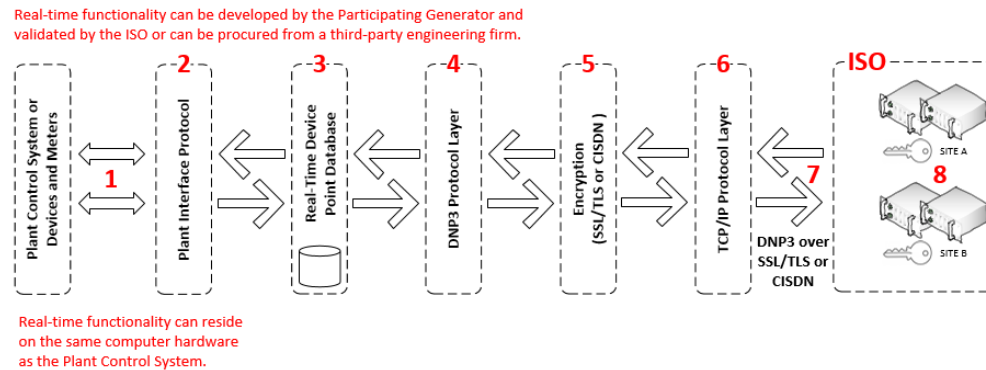 Real-time functionality can be developed by the Participating Generator and
validated by the ISO or can be procured from a third-party engineering firm.
Plant Control System or
Devices and Meters
1
2
Plant Interface Protocol
3
Real-Time Device
Point Database
4
DNP3 Protocol Layer
5
Encryption
(SSL/TLS or CISDN )
6
TCP/IP Protocol Layer
7
DNP3 over
SSL/TLS or
CISDN
ISO
SITE A
8
SITE B
Real-time functionality can reside
on the same computer hardware
as the Plant Control System.